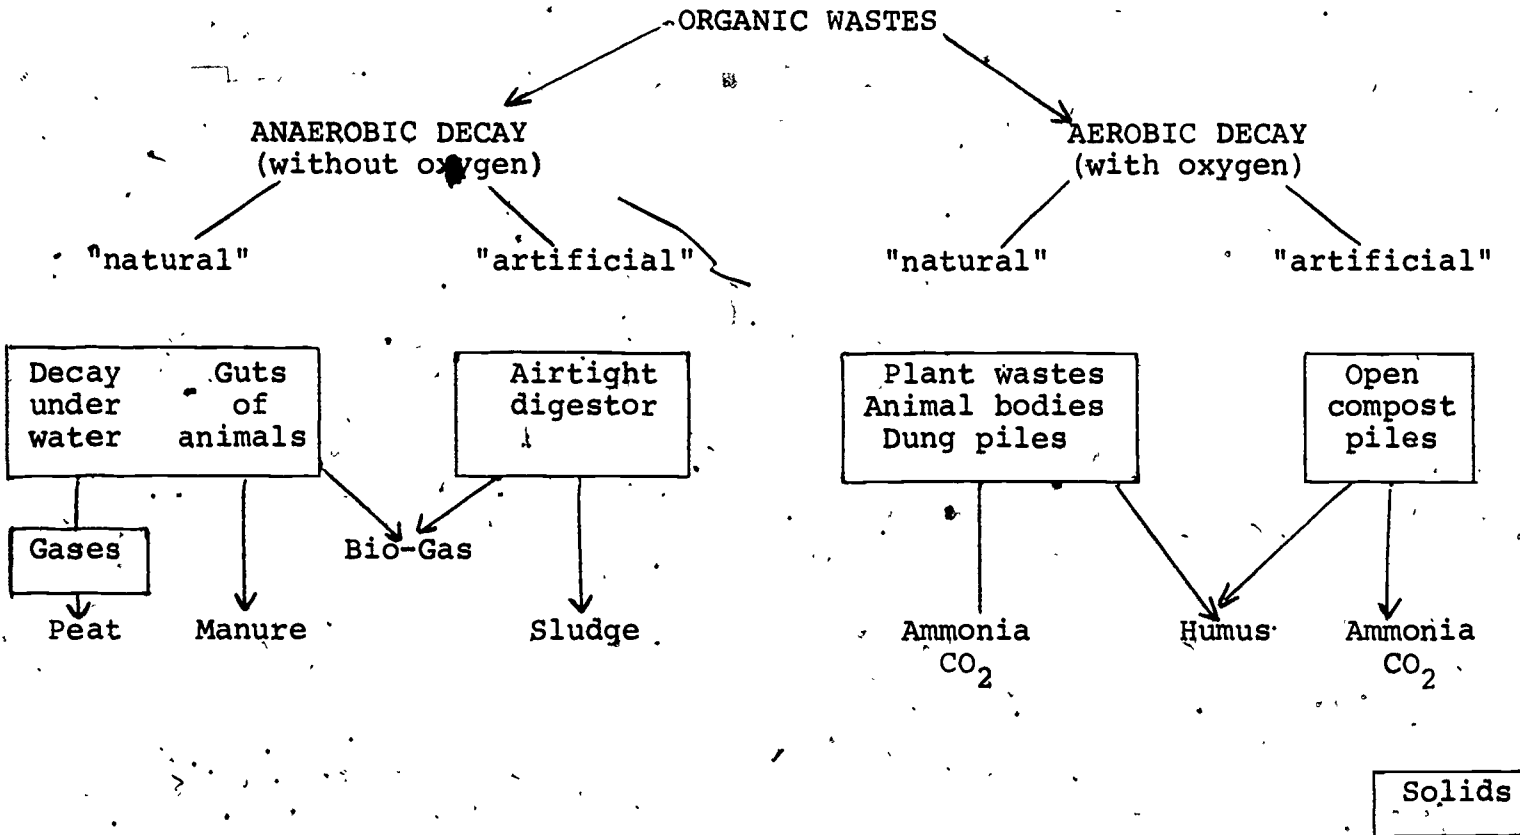 ORGANIC WASTES
ANAEROBIC DECAY
(without oxygen)
AEROBIC DECAY
(with oxygen)
"natural"
"artificial"
"natural"
"artificial"
Decay
under
water
Guts
of
animals
Airtight
digestor
Plant wastes
Animal bodies
Dung piles
Open
compost
piles
Gases
Bio-Gas
Peat
Manure
Sludge
Ammonia
CO₂
Humus
Ammonia
CO₂
Solids